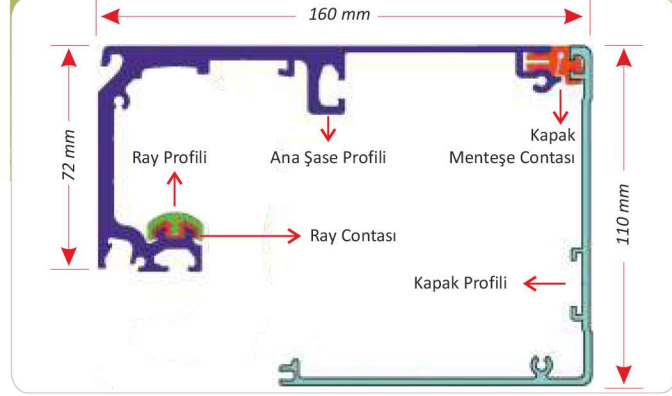 160 mm
72 mm
Ray Profili
Ana Şase Profili
Kapak
Menteşe Contası
110 mm
Ray Contası
Kapak Profili